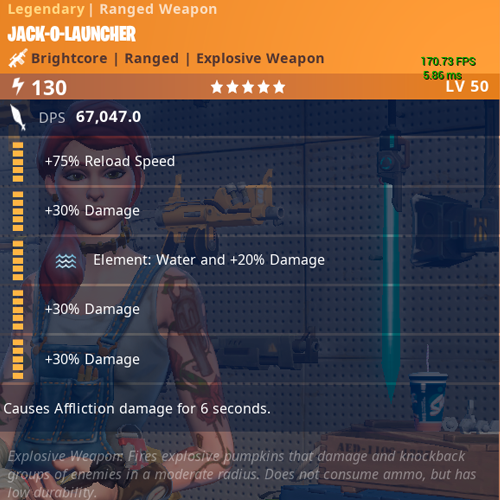 Legendary | Ranged Weapon
JACK-O-LAUNCHER
Brightcore | Ranged | Explosive Weapon
170.73 FPS
5.86 ms
130
LV 50
DPS 67,047.0
+75% Reload Speed
+30% Damage
Element: Water and +20% Damage
+30% Damage
+30% Damage
Causes Affliction damage for 6 seconds.
Explosive Weapon: Fires explosive pumpkins that damage and knockback
groups of enemies in a moderate radius. Does not consume ammo, but has
low durability.